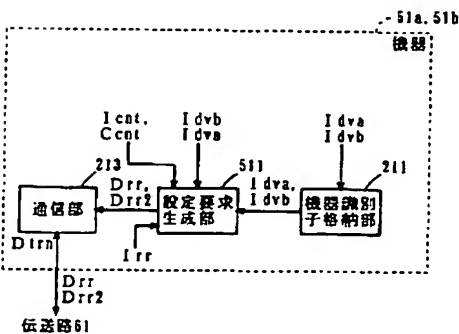 51a, 51b
機器
Icnt,
Ccnt
Idvb
Idva
Idva
Idvb
213
511
211
通信部
Drr,
Drr2
設定要求
生成部
Idva,
Idvb
機器識別
子格納部
Dtrn
Irr
Drr
Drr2
伝送路61